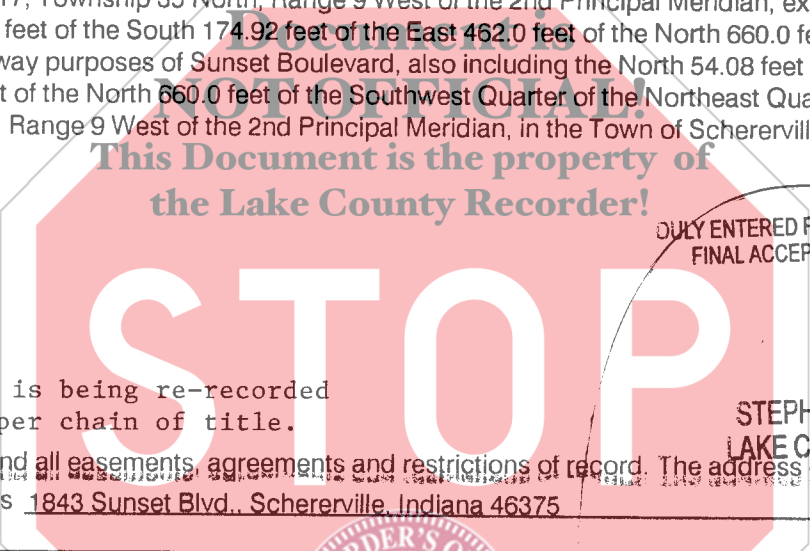 17, Township 35 North, Range 9 West of the 2nd Principal Meridian, ex
feet of the South 174.92 feet of the East 462.0 feet of the North 660.0 fe
way purposes of Sunset Boulevard, also including the North 54.08 feet
t of the North 660.0 feet of the Southwest Quarter of the Northeast Qua
Range 9 West of the 2nd Principal Meridian, in the Town of Scherervill
Document is
NOT OFFICIAL!
This Document is the property of
the Lake County Recorder!
DULY ENTERED F
FINAL ACCEP
STOP
is being re-recorded
per chain of title.
STEPH
LAKE C
nd all easements, agreements and restrictions of record. The address
s 1843 Sunset Blvd., Schererville, Indiana 46375
RDER'S O